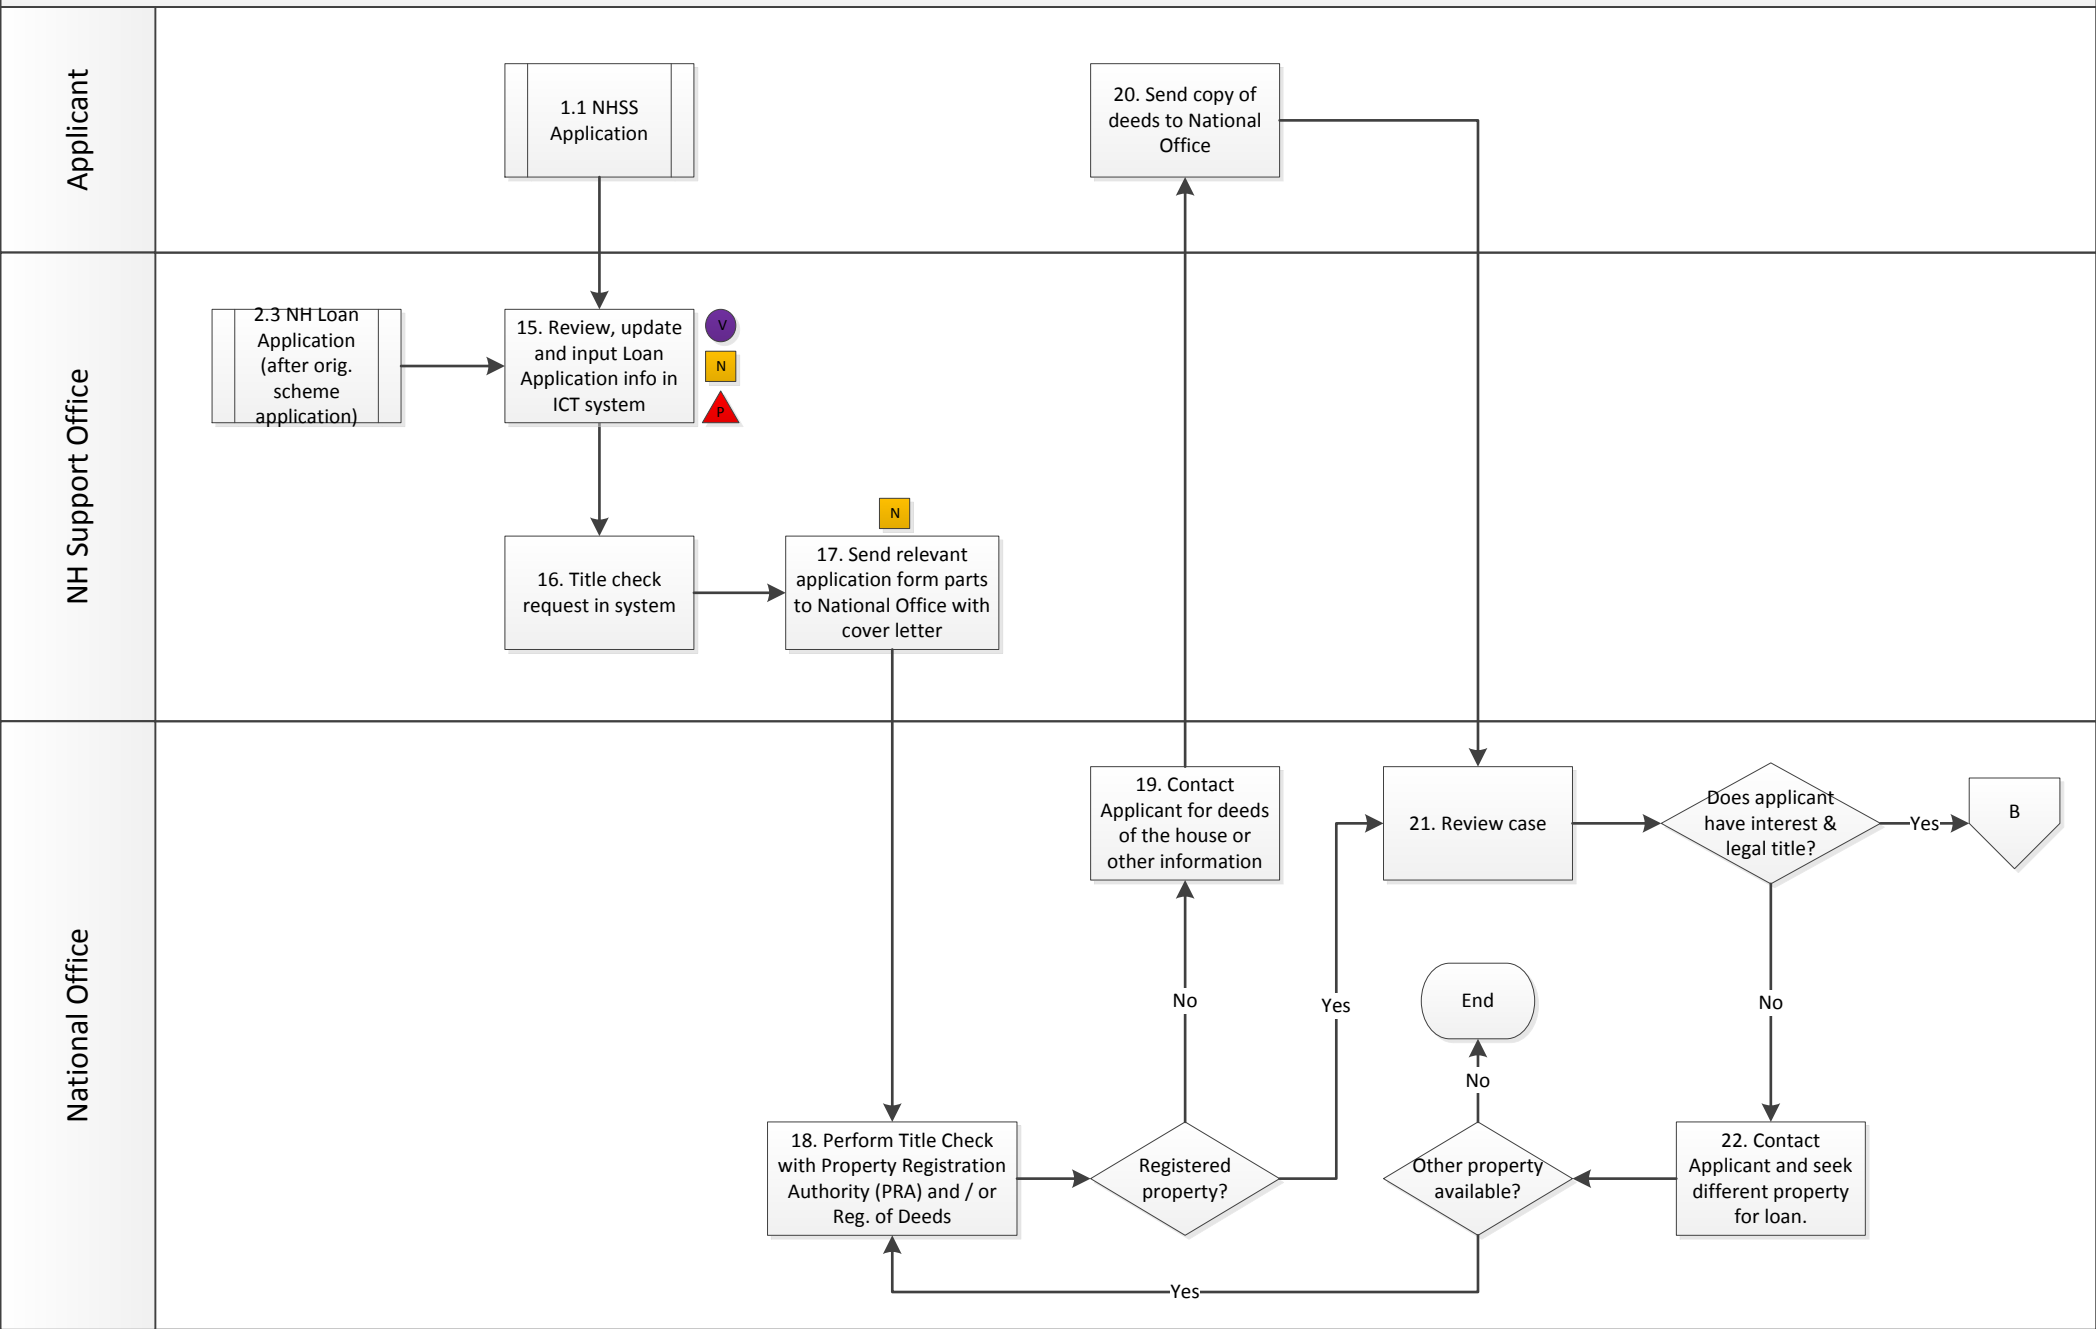 Applicant
1.1 NHSS
Application
20. Send copy of
deeds to National
Office
NH Support Office
2.3 NH Loan
Application
(after orig.
scheme
application)
15. Review, update
and input Loan
Application info in
ICT system
V
N
P
16. Title check
request in system
N
17. Send relevant
application form parts
to National Office with
cover letter
National Office
19. Contact
Applicant for deeds
of the house or
other information
21. Review case
Does applicant
have interest &
legal title?
Yes
B
No
Yes
End
No
No
18. Perform Title Check
with Property Registration
Authority (PRA) and / or
Reg. of Deeds
Registered
property?
Other property
available?
22. Contact
Applicant and seek
different property
for loan.
Yes